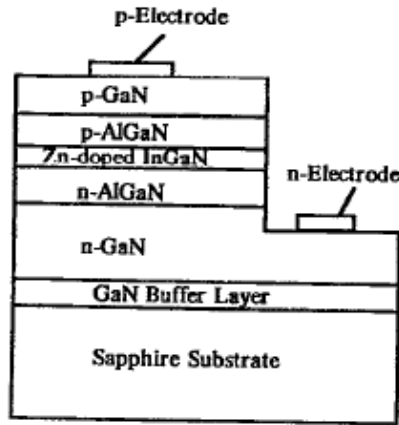 p-Electrode
p-GaN
p-AlGaN
Zn-doped InGaN
n-AlGaN
n-Electrode
n-GaN
GaN Buffer Layer
Sapphire Substrate